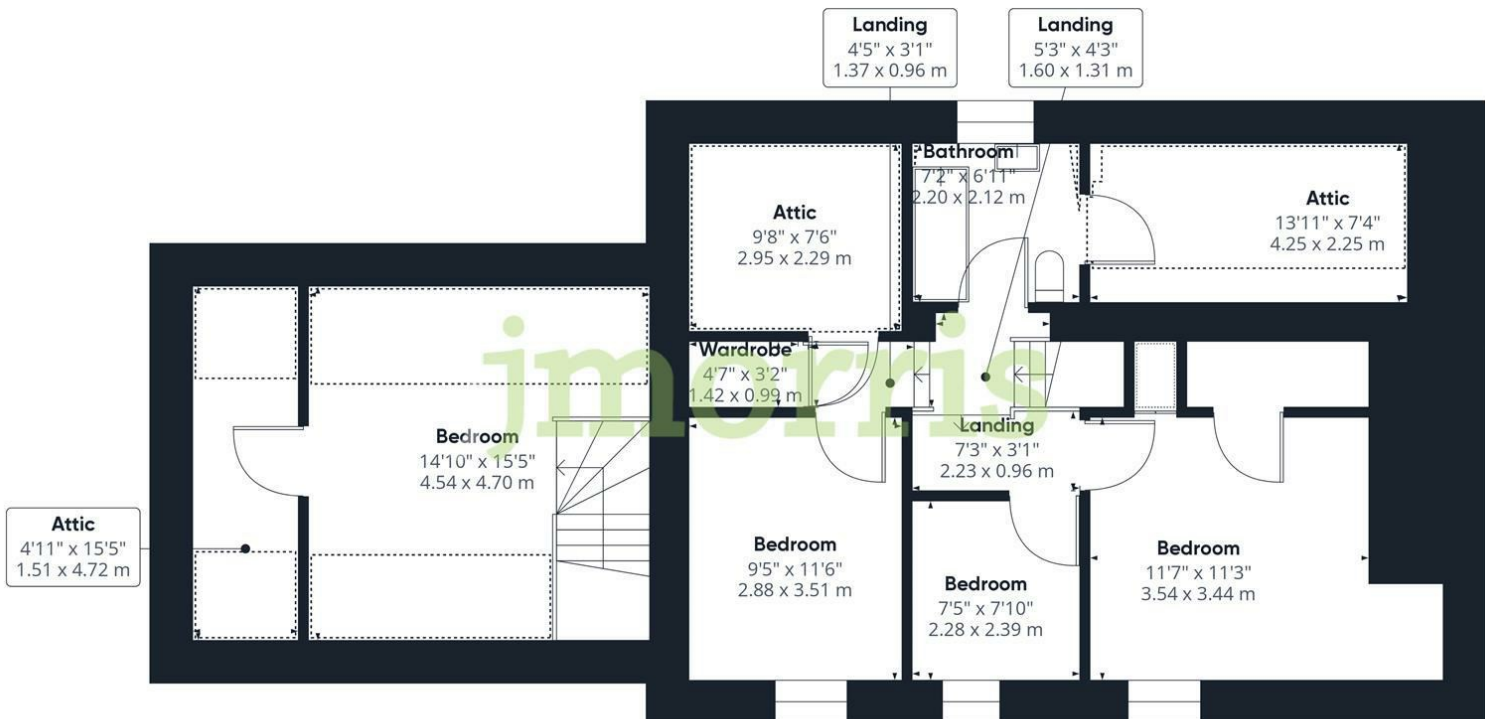 Landing
4'5" x 3'1"
1.37 x 0.96 m
Landing
5'3" x 4'3"
1.60 x 1.31 m
Bathroom
7'2" x 6'11"
2.20 x 2.12 m
Attic
9'8" x 7'6"
2.95 x 2.29 m
Attic
13'11" x 7'4"
4.25 x 2.25 m
Wardrobe
4'7" x 3'2"
1.42 x 0.99 m
jmorris
Bedroom
14'10" x 15'5"
4.54 x 4.70 m
Landing
7'3" x 3'1"
2.23 x 0.96 m
Attic
4'11" x 15'5"
1.51 x 4.72 m
Bedroom
9'5" x 11'6"
2.88 x 3.51 m
Bedroom
7'5" x 7'10"
2.28 x 2.39 m
Bedroom
11'7" x 11'3"
3.54 x 3.44 m